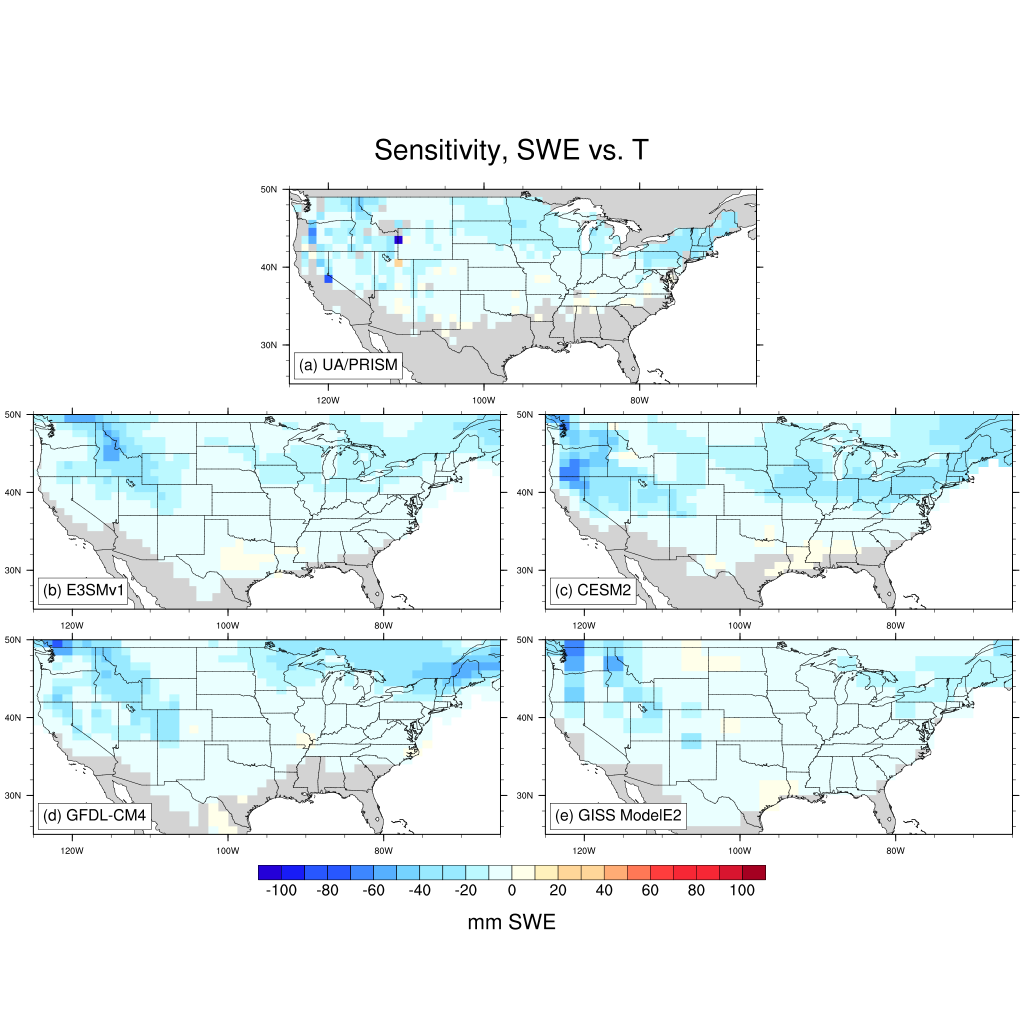 Sensitivity, SWE vs. T
50N
40N
30N
(a) UA/PRISM
120W 100W 80W
50N 50N
40N 40N
30N 30N
(b) E3SMv1 (c) CESM2
120W 100W 80W 120W 100W 80W
50N 50N
40N 40N
30N 30N
(d) GFDL-CM4 (e) GISS ModelE2
120W 100W 80W 120W 100W 80W
-100 -80 -60 -40 -20 0 20 40 60 80 100
mm SWE